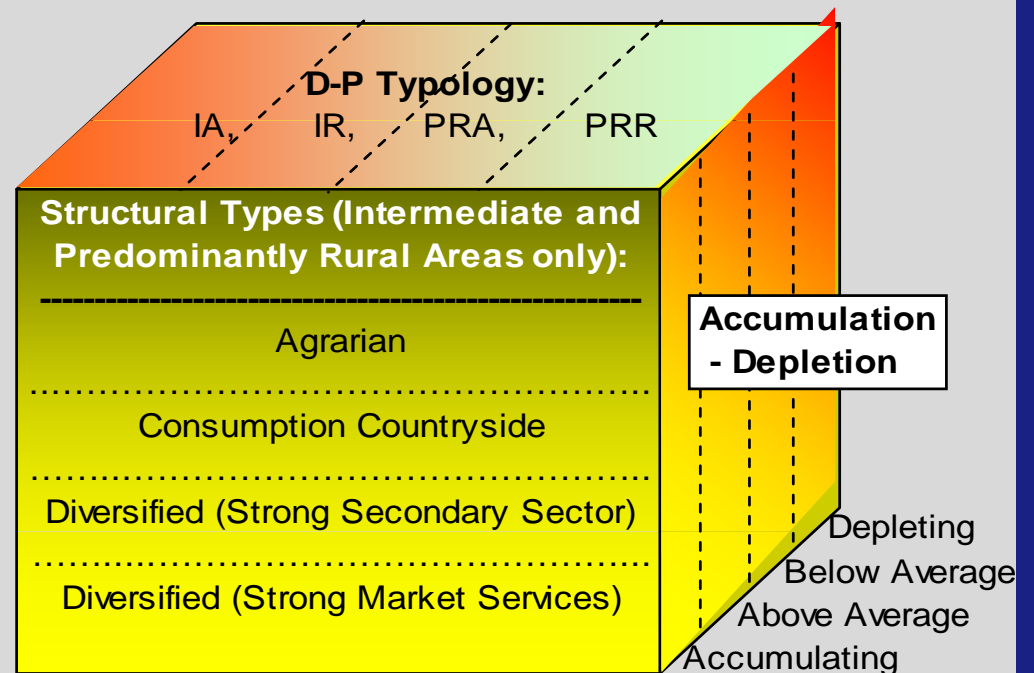 D-P Typology:
IA, IR, PRA, PRR
Structural Types (Intermediate and
Predominantly Rural Areas only):
--------------------------------------------------------
Agrarian
……………………………………………………
Consumption Countryside
……...……………………………………………
Diversified (Strong Secondary Sector)
……...……………………………………………
Diversified (Strong Market Services)
Accumulation
- Depletion
Depleting
Below Average
Above Average
Accumulating